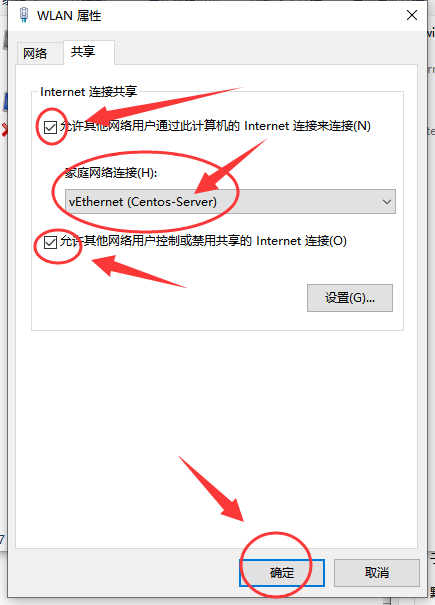 WLAN 属性
网络
共享
Internet 连接共享
允许其他网络用户通过此计算机的 Internet 连接来连接(N)
家庭网络连接(H):
vEthernet (Centos-Server)
允许其他网络用户控制或禁用共享的 Internet 连接(O)
设置(G)...
确定
取消